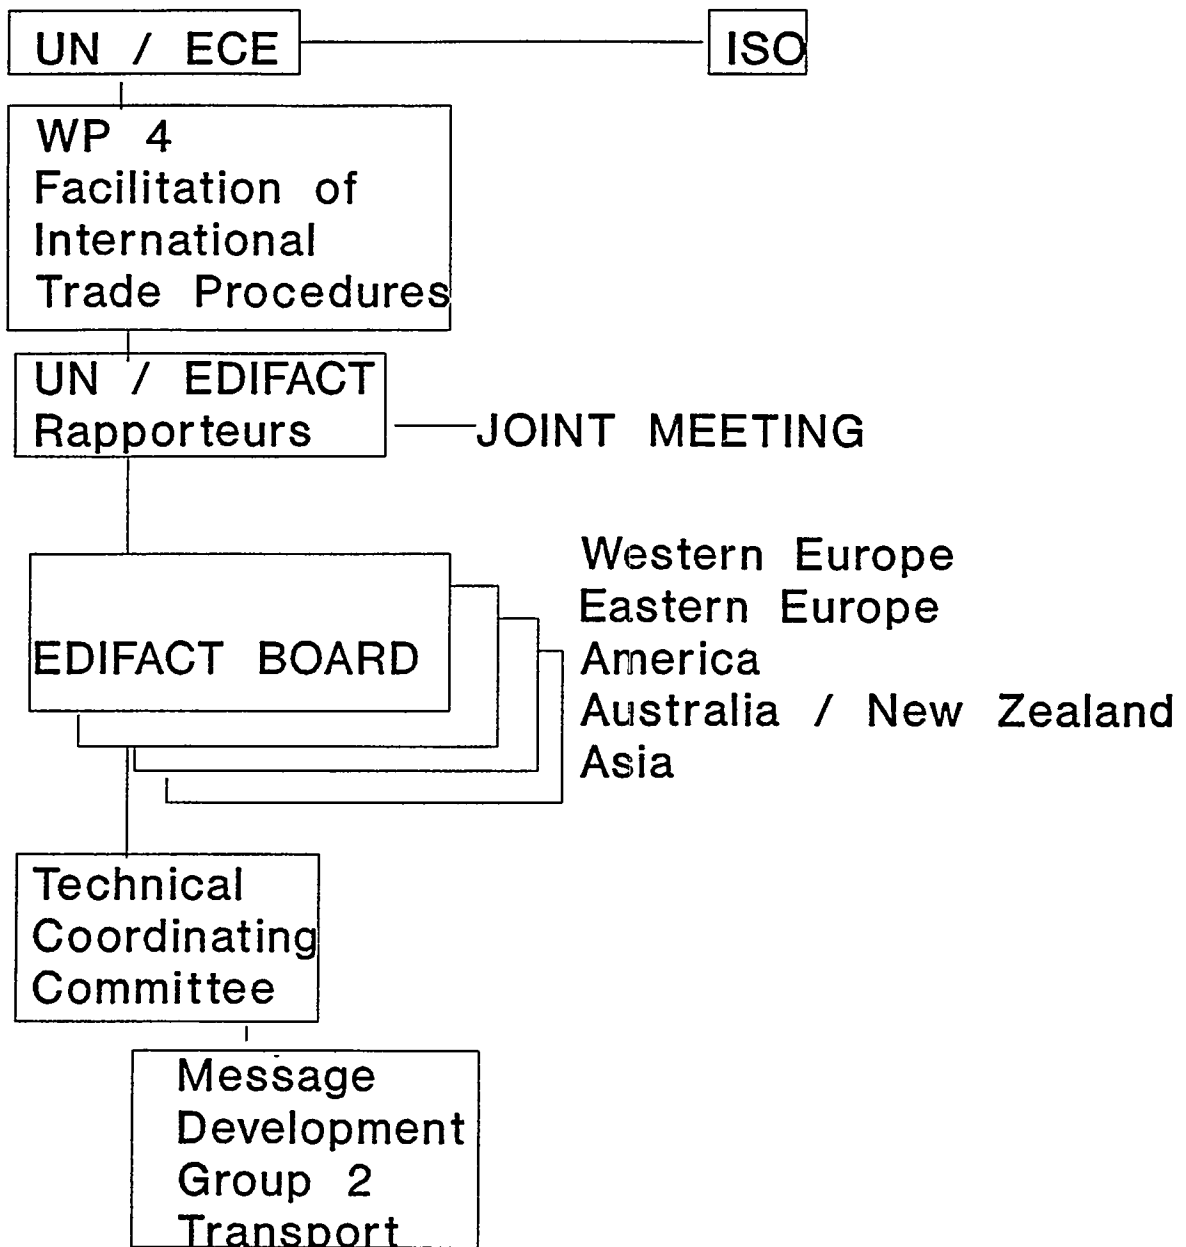 UN / ECE
ISO
WP 4
Facilitation of
International
Trade Procedures
UN / EDIFACT
Rapporteurs
JOINT MEETING
EDIFACT BOARD
Western Europe
Eastern Europe
America
Australia / New Zealand
Asia
Technical
Coordinating
Committee
Message
Development
Group 2
Transport